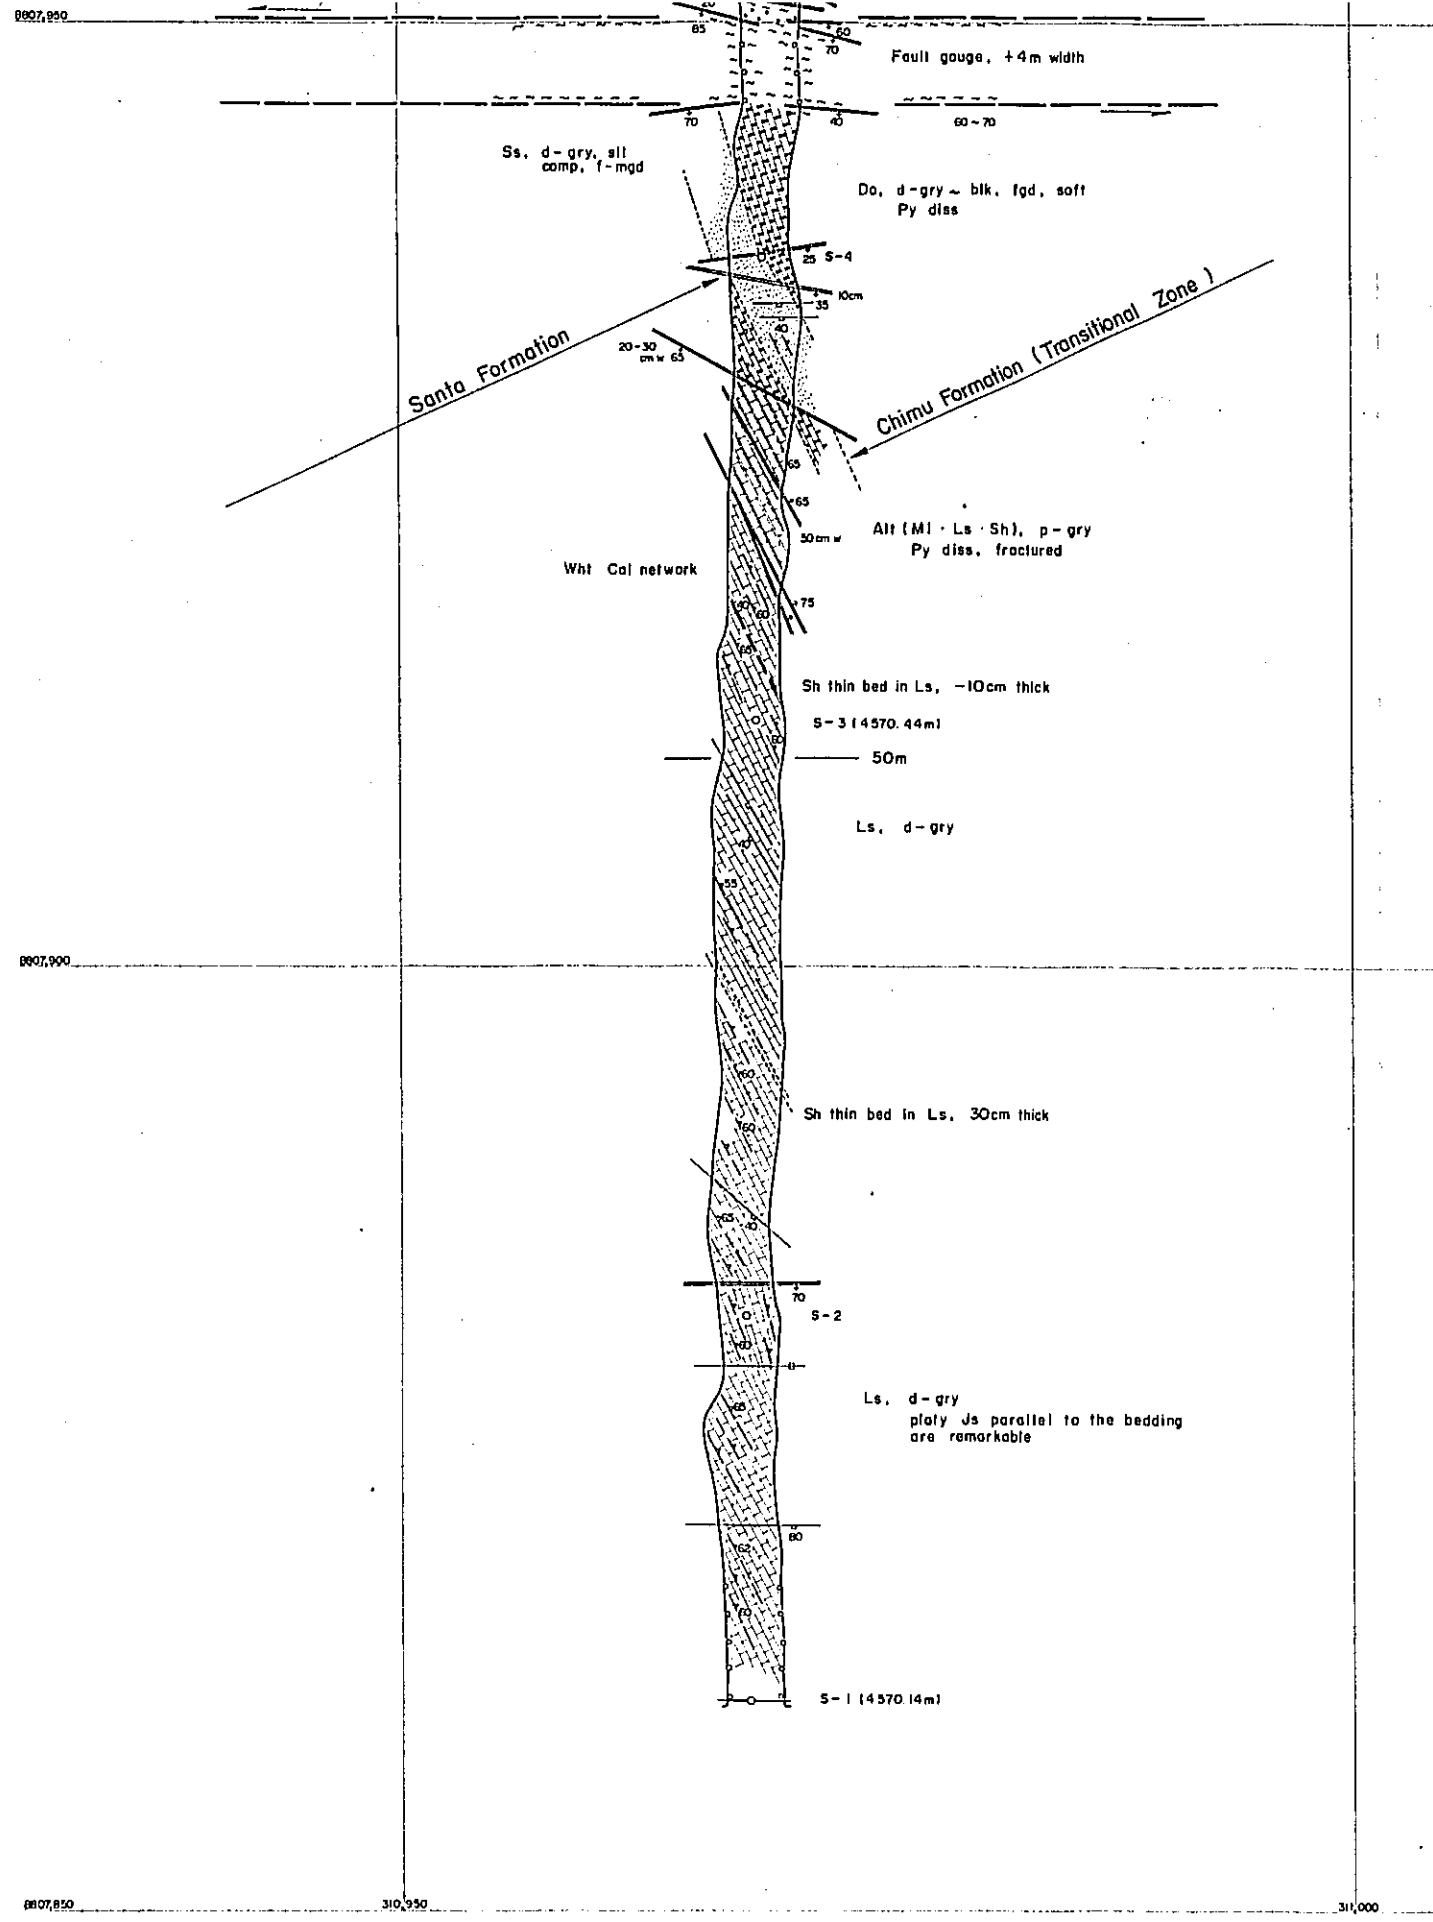 8807,950
20
85
60
70
Fault gouge, +4m width
70
40
60~70
Ss, d-gry, slt
comp, f-mgd
Do, d-gry ~ blk, fgd, soft
Py diss
25 S-4
10cm
35
40
Santa Formation
Chimu Formation (Transitional Zone)
20-30
cm w 65
65
65
50cm w
Alt (Ml · Ls · Sh), p-gry
Py diss, fractured
Wht Cal network
75
40
60
65
Sh thin bed in Ls, -10cm thick
S-3 (4570.44m)
60
50m
Ls, d-gry
40
55
8807,900
60
Sh thin bed in Ls, 30cm thick
60
65
40
70
S-2
60
Ls, d-gry
platy Js parallel to the bedding
are remarkable
65
80
62
60
S-1 (4570.14m)
8807,850
310,950
311,000